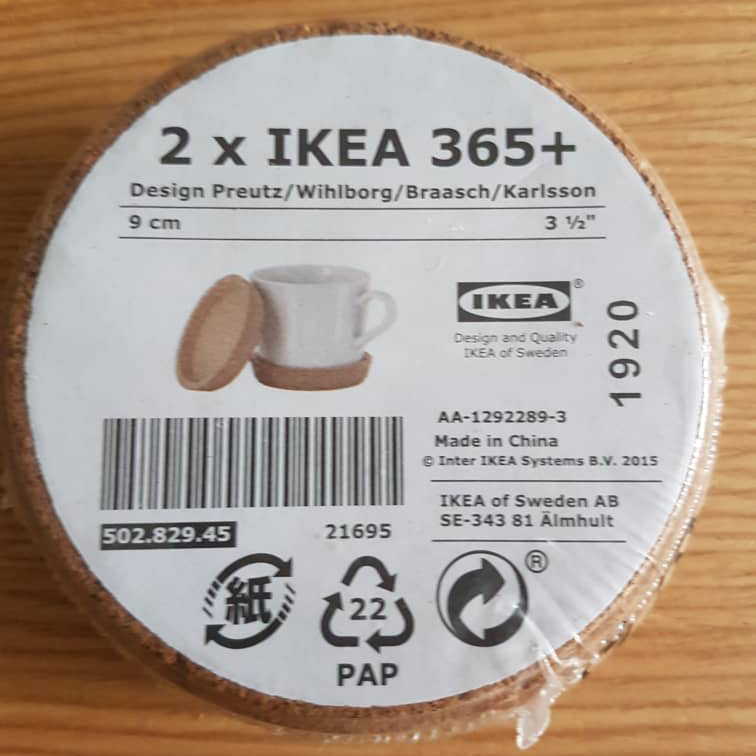 2 x IKEA 365+
Design Preutz/Wihlborg/Braasch/Karlsson
9 cm 3 ½"
IKEA®
Design and Quality
IKEA of Sweden
1920
AA-1292289-3
Made in China
© Inter IKEA Systems B.V. 2015
502.829.45 21695
IKEA of Sweden AB
SE-343 81 Älmhult
紙
22
PAP
®